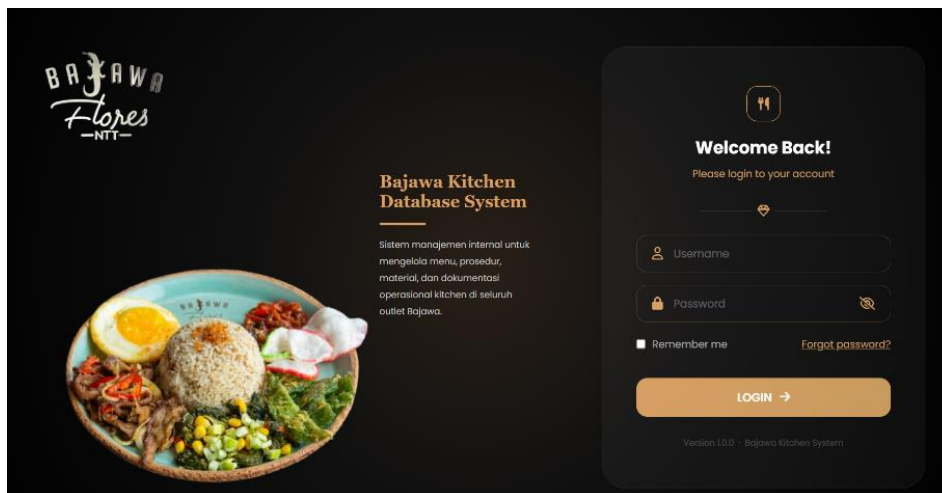 BAJAWA
Flores
NTT
Bajawa Kitchen
Database System
Sistem manajemen internal untuk
mengelola menu, prosedur,
material, dan dokumentasi
operasional kitchen di seluruh
outlet Bajawa.
BAJAWA
Welcome Back!
Please login to your account
Username
Password
Remember me
Forgot password?
LOGIN →
Version 1.0.0 · Bajawa Kitchen System